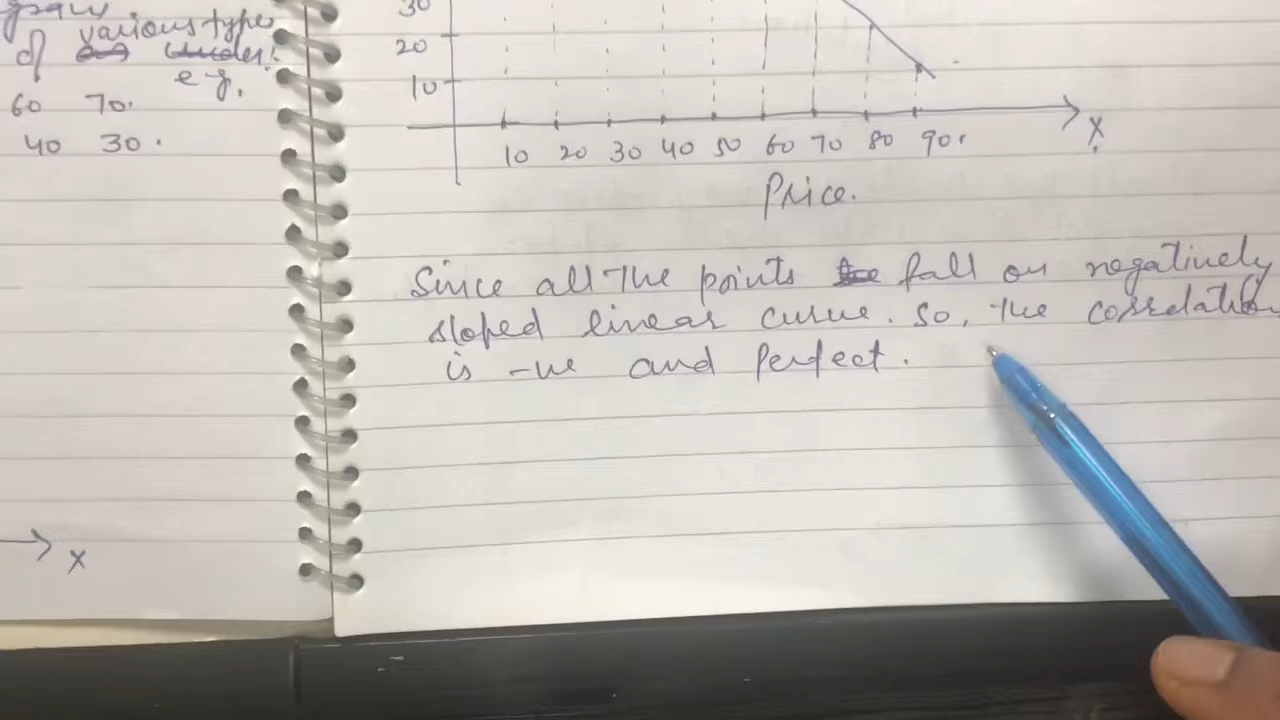 various type
of
e g.
60 70.
40 30.
X
30
20
10
10 20 30 40 50 60 70 80 90.
X
Price.
Since all the points fall on negatively
sloped linear curve. So, the correlation
is -ve and Perfect.